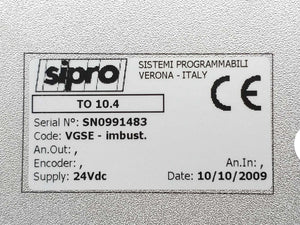 sipro
SISTEMI PROGRAMMABILI
VERONA - ITALY
TO 10.4
CE
Serial N°: SN0991483
Code: VGSE - imbust.
An.Out: ,
Encoder: , An.In: ,
Supply: 24Vdc Date: 10/10/2009